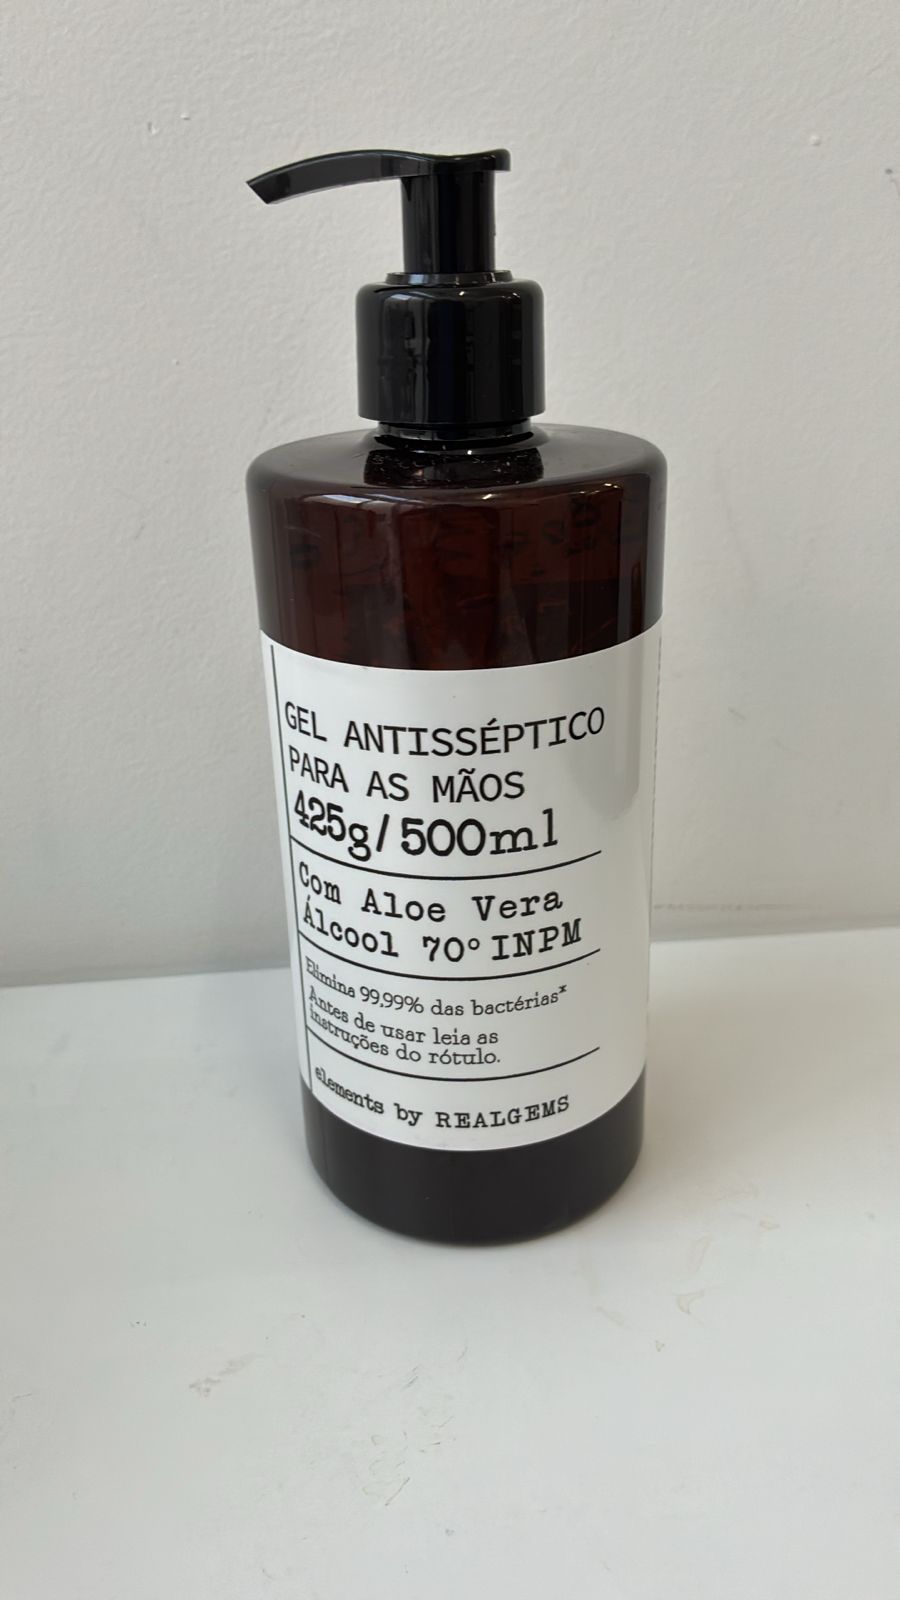 GEL ANTISSÉPTICO
PARA AS MÃOS
425g/500ml
Com Aloe Vera
Álcool 70° INPM
Elimina 99,99% das bactérias*
Antes de usar leia as
instruções do rótulo.
elements by REALGEMS